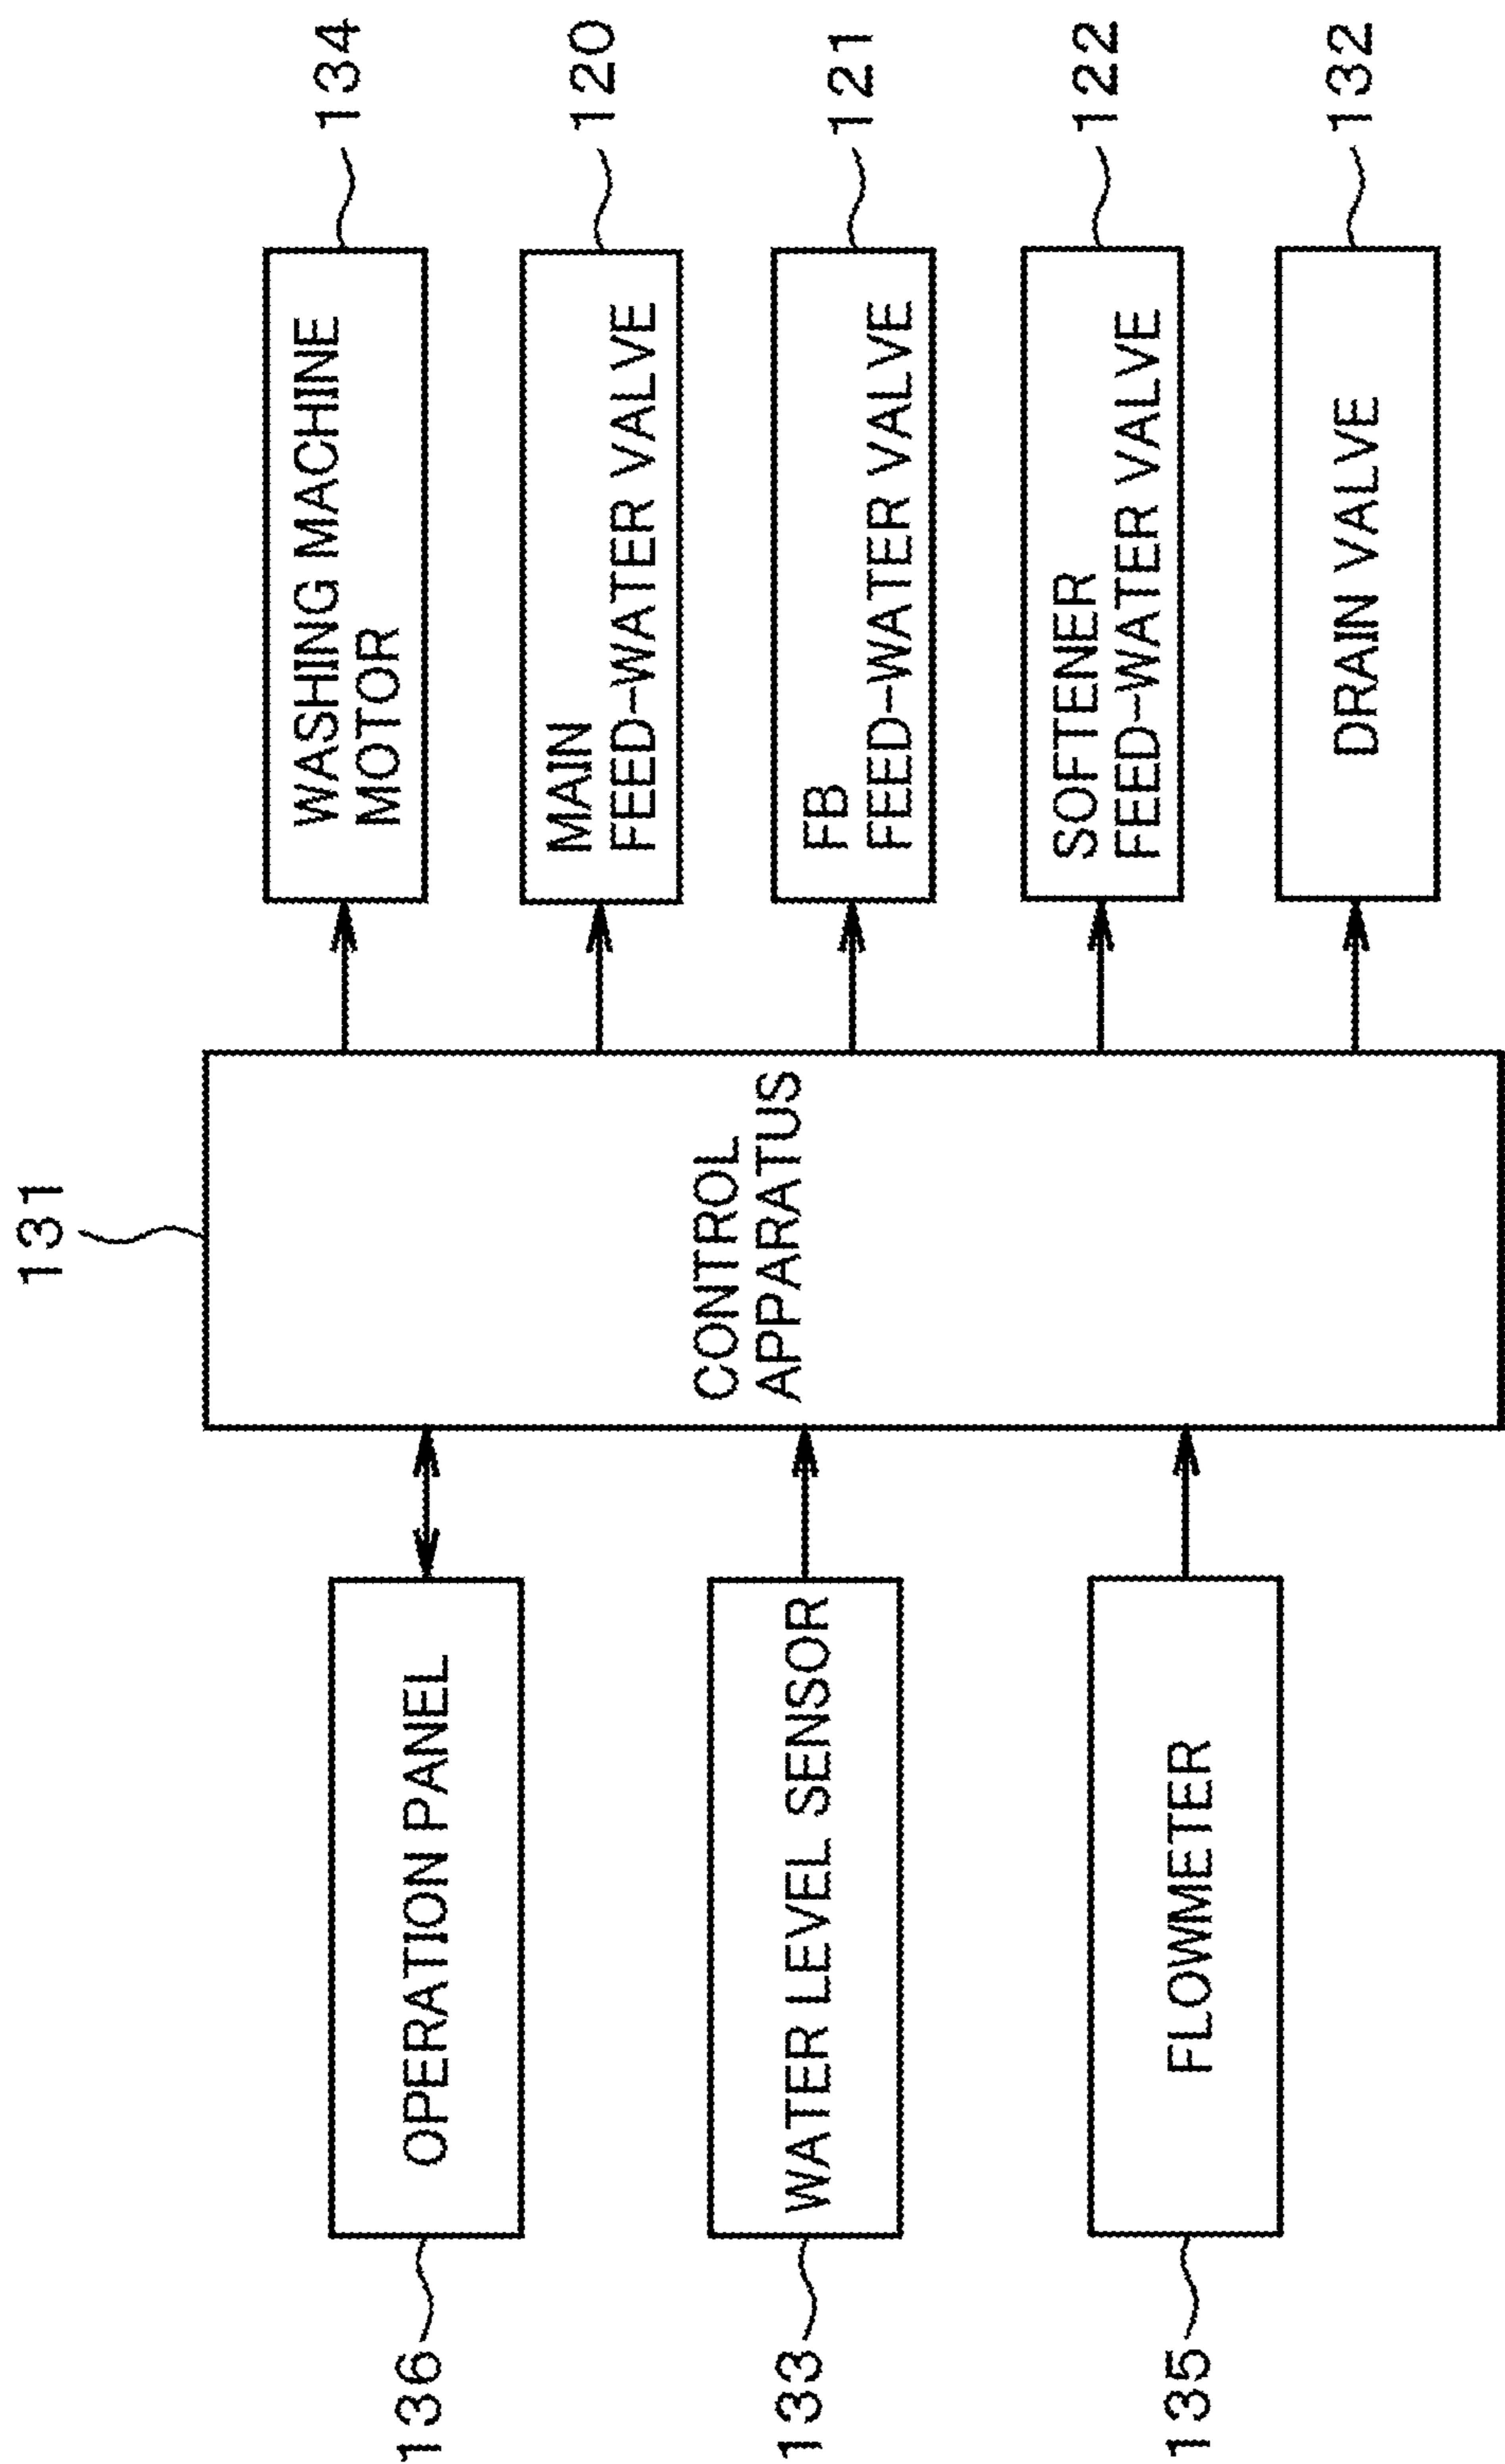 131
136
OPERATION PANEL
133
WATER LEVEL SENSOR
135
FLOWMETER
CONTROL
APPARATUS
WASHING MACHINE
MOTOR
134
MAIN
FEED-WATER VALVE
120
FB
FEED-WATER VALVE
121
SOFTENER
FEED-WATER VALVE
122
DRAIN VALVE
132